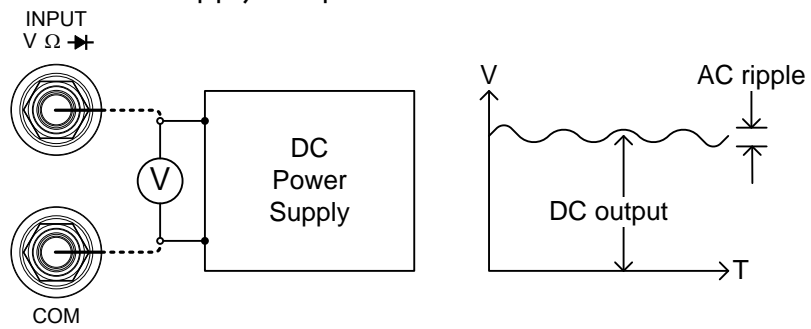 INPUT
V Ω
V
DC
Power
Supply
COM
V
AC ripple
DC output
T